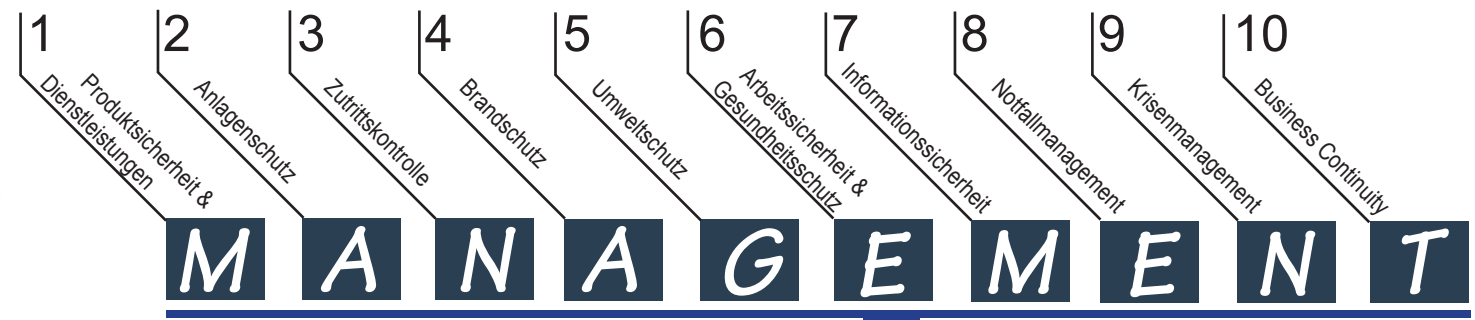 1
Produktsicherheit &
Dienstleistungen
2
Anlagenschutz
3
Zutrittskontrolle
4
Brandschutz
5
Umweltschutz
6
Arbeitssicherheit &
Gesundheitsschutz
7
Informationssicherheit
8
Notfallmanagement
9
Krisenmanagement
10
Business Continuity
MANAGEMENT